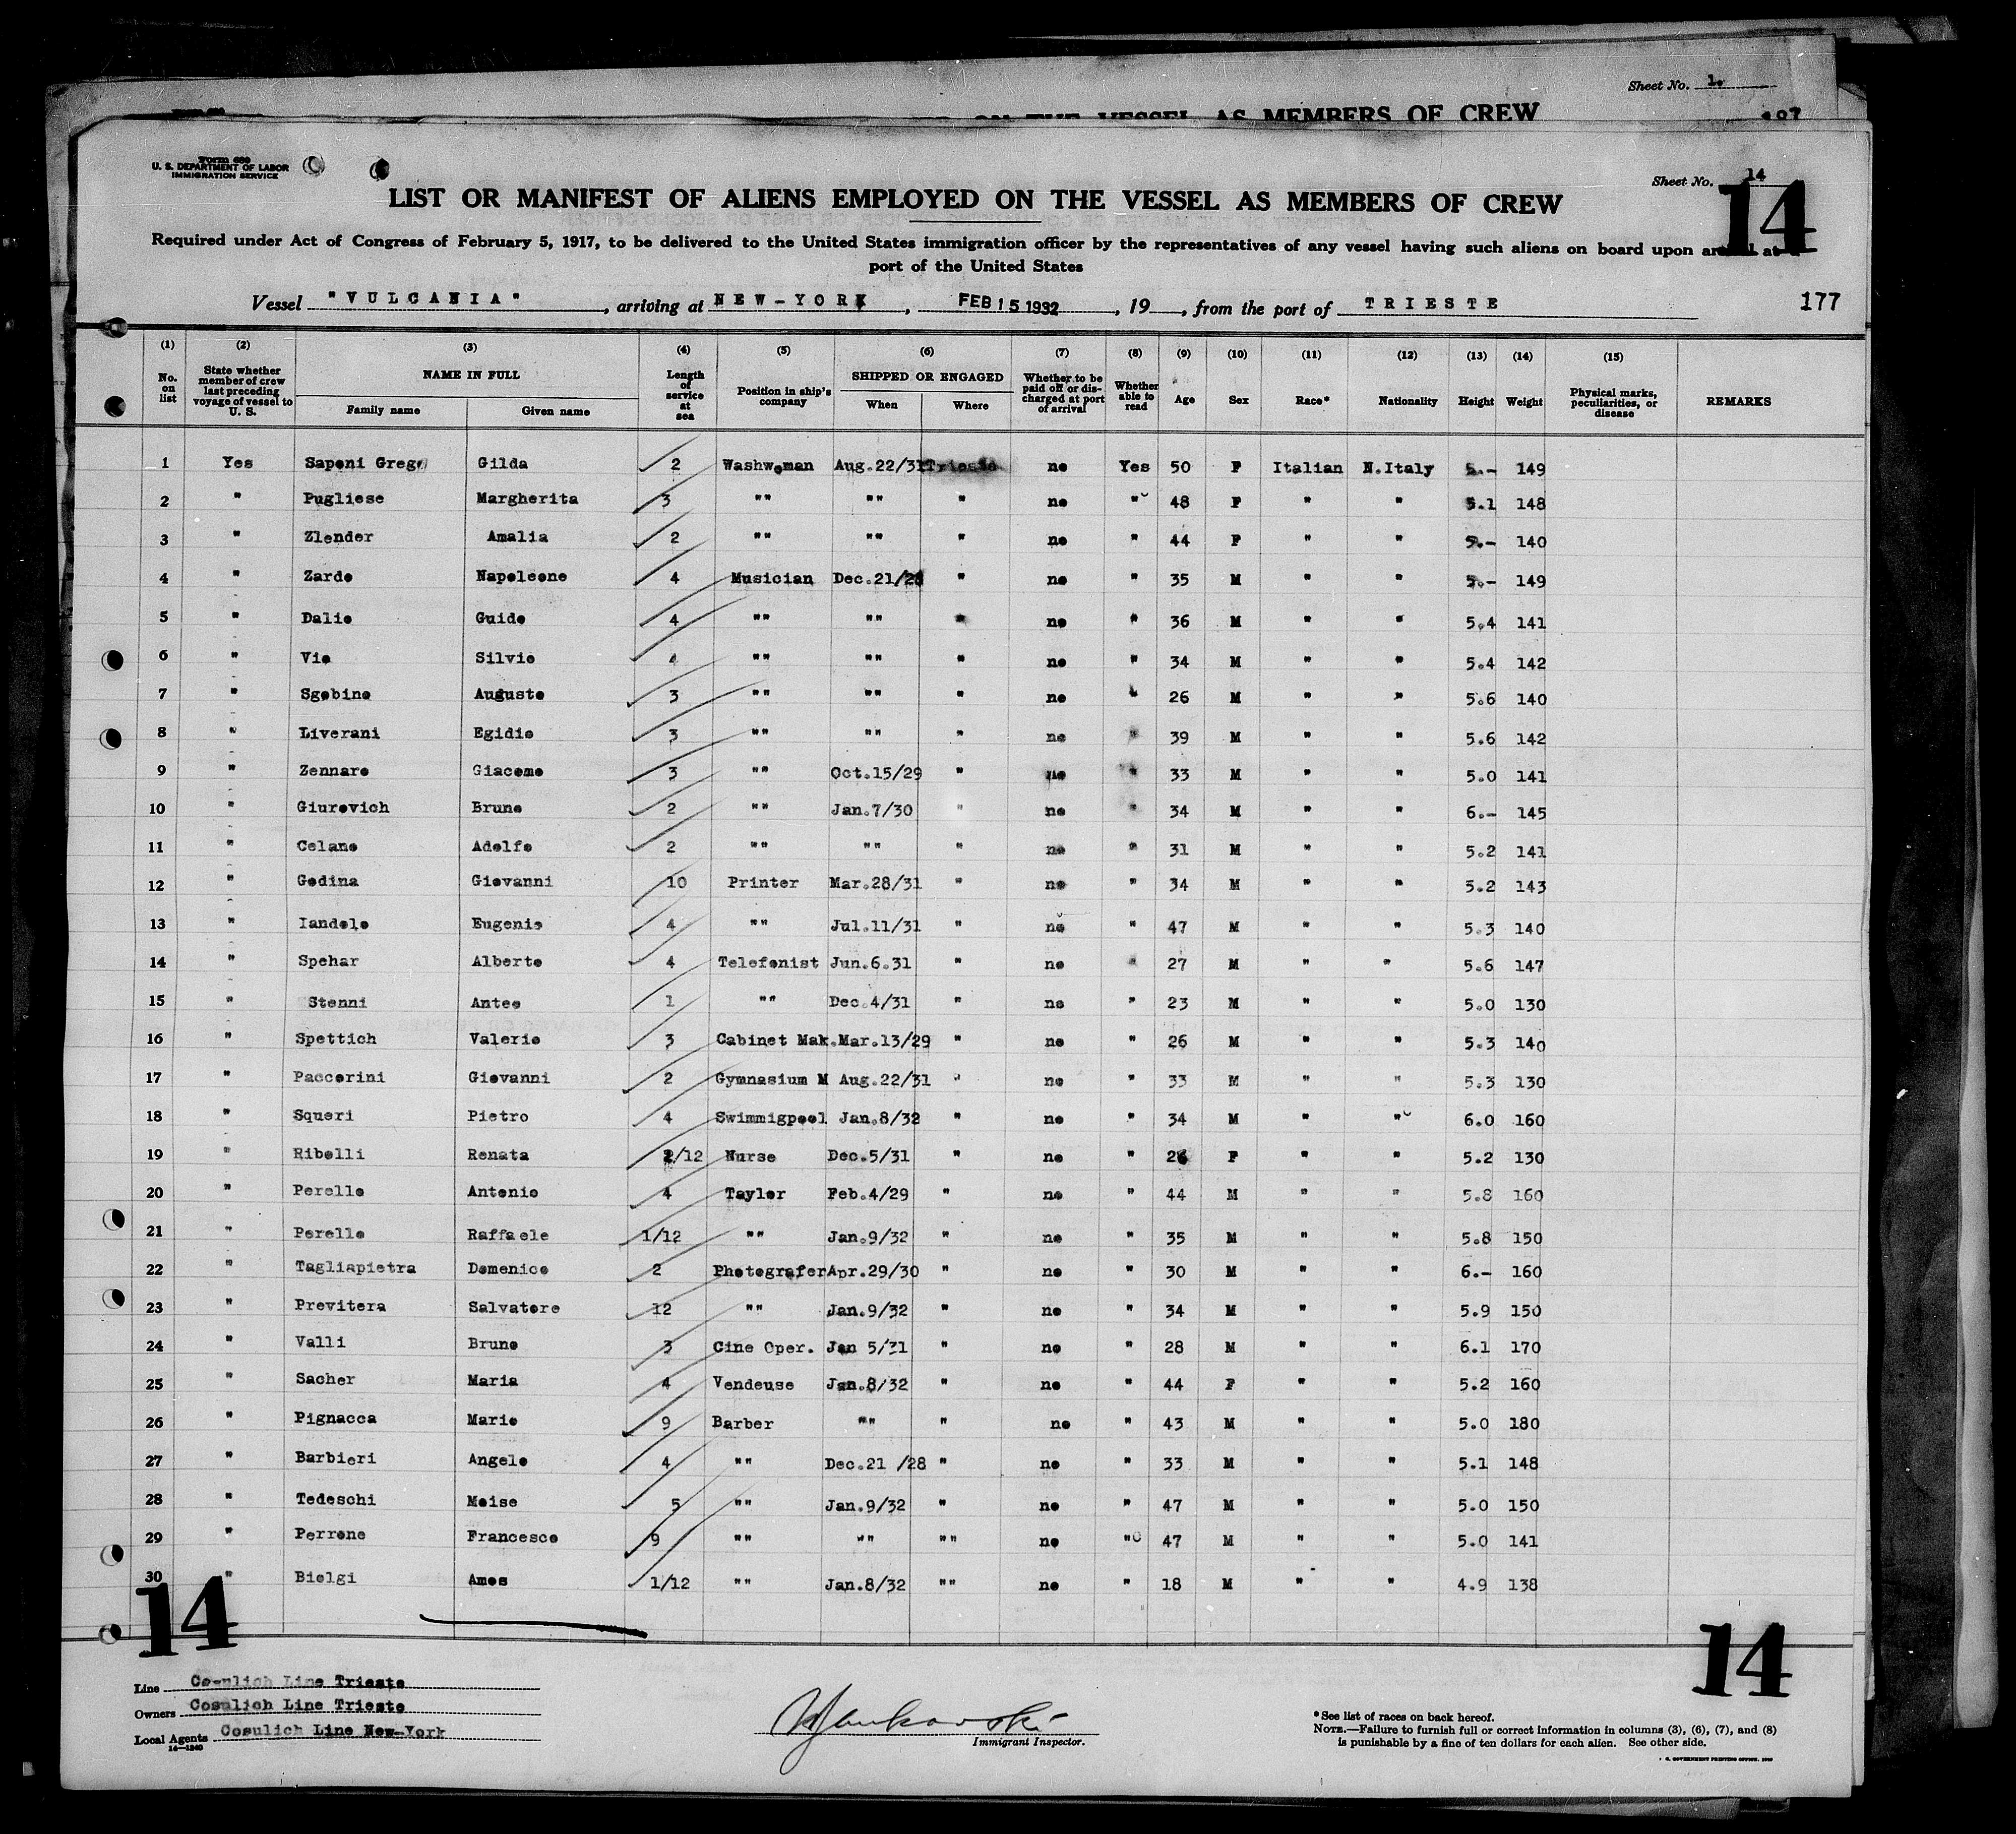 Sheet No. 1.
ON THE VESSEL AS MEMBERS OF CREW
187
Form 680
U. S. DEPARTMENT OF LABOR
IMMIGRATION SERVICE
Sheet No. 14
14
LIST OR MANIFEST OF ALIENS EMPLOYED ON THE VESSEL AS MEMBERS OF CREW
Required under Act of Congress of February 5, 1917, to be delivered to the United States immigration officer by the representatives of any vessel having such aliens on board upon arrival at
port of the United States
Vessel "VULCANIA", arriving at NEW-YORK, FEB 15 1932, 19, from the port of TRIESTE
177
(1) (2) (3) (4) (5) (6) (7) (8) (9) (10) (11) (12) (13) (14) (15)
No. on list State whether member of crew last preceding voyage of vessel to U. S. NAME IN FULL Family name Given name Length of service at sea Position in ship's company SHIPPED OR ENGAGED When Where Whether to be paid off or discharged at port of arrival Whether able to read Age Sex Race* Nationality Height Weight Physical marks, peculiarities, or disease REMARKS
1 Yes Saponi Grego Gilda 2 Washwoman Aug.22/31 Trieste no Yes 50 F Italian N.Italy 5.- 149
2 " Pugliese Margherita 3 "" "" " no " 48 F " " 5.1 148
3 " Zlender Amalia 2 "" "" " no " 44 F " " 5.- 140
4 " Zardo Napoleone 4 Musician Dec.21/28 " no " 35 M " " 5.- 149
5 " Dalio Guido 4 "" "" " no " 36 M " " 5.4 141
6 " Vio Silvio 4 "" "" " no " 34 M " " 5.4 142
7 " Sgobino Augusto 3 "" "" " no " 26 M " " 5.6 140
8 " Liverani Egidio 3 "" "" " no " 39 M " " 5.6 142
9 " Zennaro Giacomo 3 "" Oct.15/29 " no " 33 M " " 5.0 141
10 " Giurovich Bruno 2 "" Jan.7/30 " no " 34 M " " 6.- 145
11 " Celano Adolfo 2 "" "" " no " 31 M " " 5.2 141
12 " Godina Giovanni 10 Printer Mar.28/31 " no " 34 M " " 5.2 143
13 " Iandolo Eugenio 4 "" Jul.11/31 " no " 47 M " " 5.3 140
14 " Spehar Alberto 4 Telefonist Jun.6.31 " no " 27 M " " 5.6 147
15 " Stenni Anteo 1 "" Dec.4/31 " no " 23 M " " 5.0 130
16 " Spettich Valerio 3 Cabinet Mak. Mar.13/29 " no " 26 M " " 5.3 140
17 " Paccorini Giovanni 2 Gymnasium M Aug.22/31 " no " 33 M " " 5.3 130
18 " Squeri Pietro 4 Swimmigpool Jan.8/32 " no " 34 M " " 6.0 160
19 " Ribolli Renata 2/12 Nurse Dec.5/31 " no " 26 F " " 5.2 130
20 " Perello Antonio 4 Taylor Feb.4/29 " no " 44 M " " 5.8 160
21 " Perello Raffaele 1/12 "" Jan.9/32 " no " 35 M " " 5.8 150
22 " Tagliapietra Domenico 2 Photografer Apr.29/30 " no " 30 M " " 6.- 160
23 " Previtera Salvatore 12 "" Jan.9/32 " no " 34 M " " 5.9 150
24 " Valli Bruno 3 Cine Oper. Jan 5/31 " no " 28 M " " 6.1 170
25 " Sacher Maria 4 Vendeuse Jan.8/32 " no " 44 F " " 5.2 160
26 " Pignacca Mario 9 Barber "" " no " 43 M " " 5.0 180
27 " Barbieri Angelo 4 "" Dec.21 /28 " no " 33 M " " 5.1 148
28 " Tedeschi Moise 5 "" Jan.9/32 " no " 47 M " " 5.0 150
29 " Perrone Francesco 9 "" "" "" no " 47 M " " 5.0 141
30 " Bielgi Amos 1/12 "" Jan.8/32 "" no " 18 M " " 4.9 138
14
14
Line Cosulich Line Trieste
Owners Cosulich Line Trieste
Local Agents Cosulich Line New-York
14—1240
Immigrant Inspector.
*See list of races on back hereof.
NOTE.—Failure to furnish full or correct information in columns (3), (6), (7), and (8)
is punishable by a fine of ten dollars for each alien. See other side.
GOVERNMENT PRINTING OFFICE